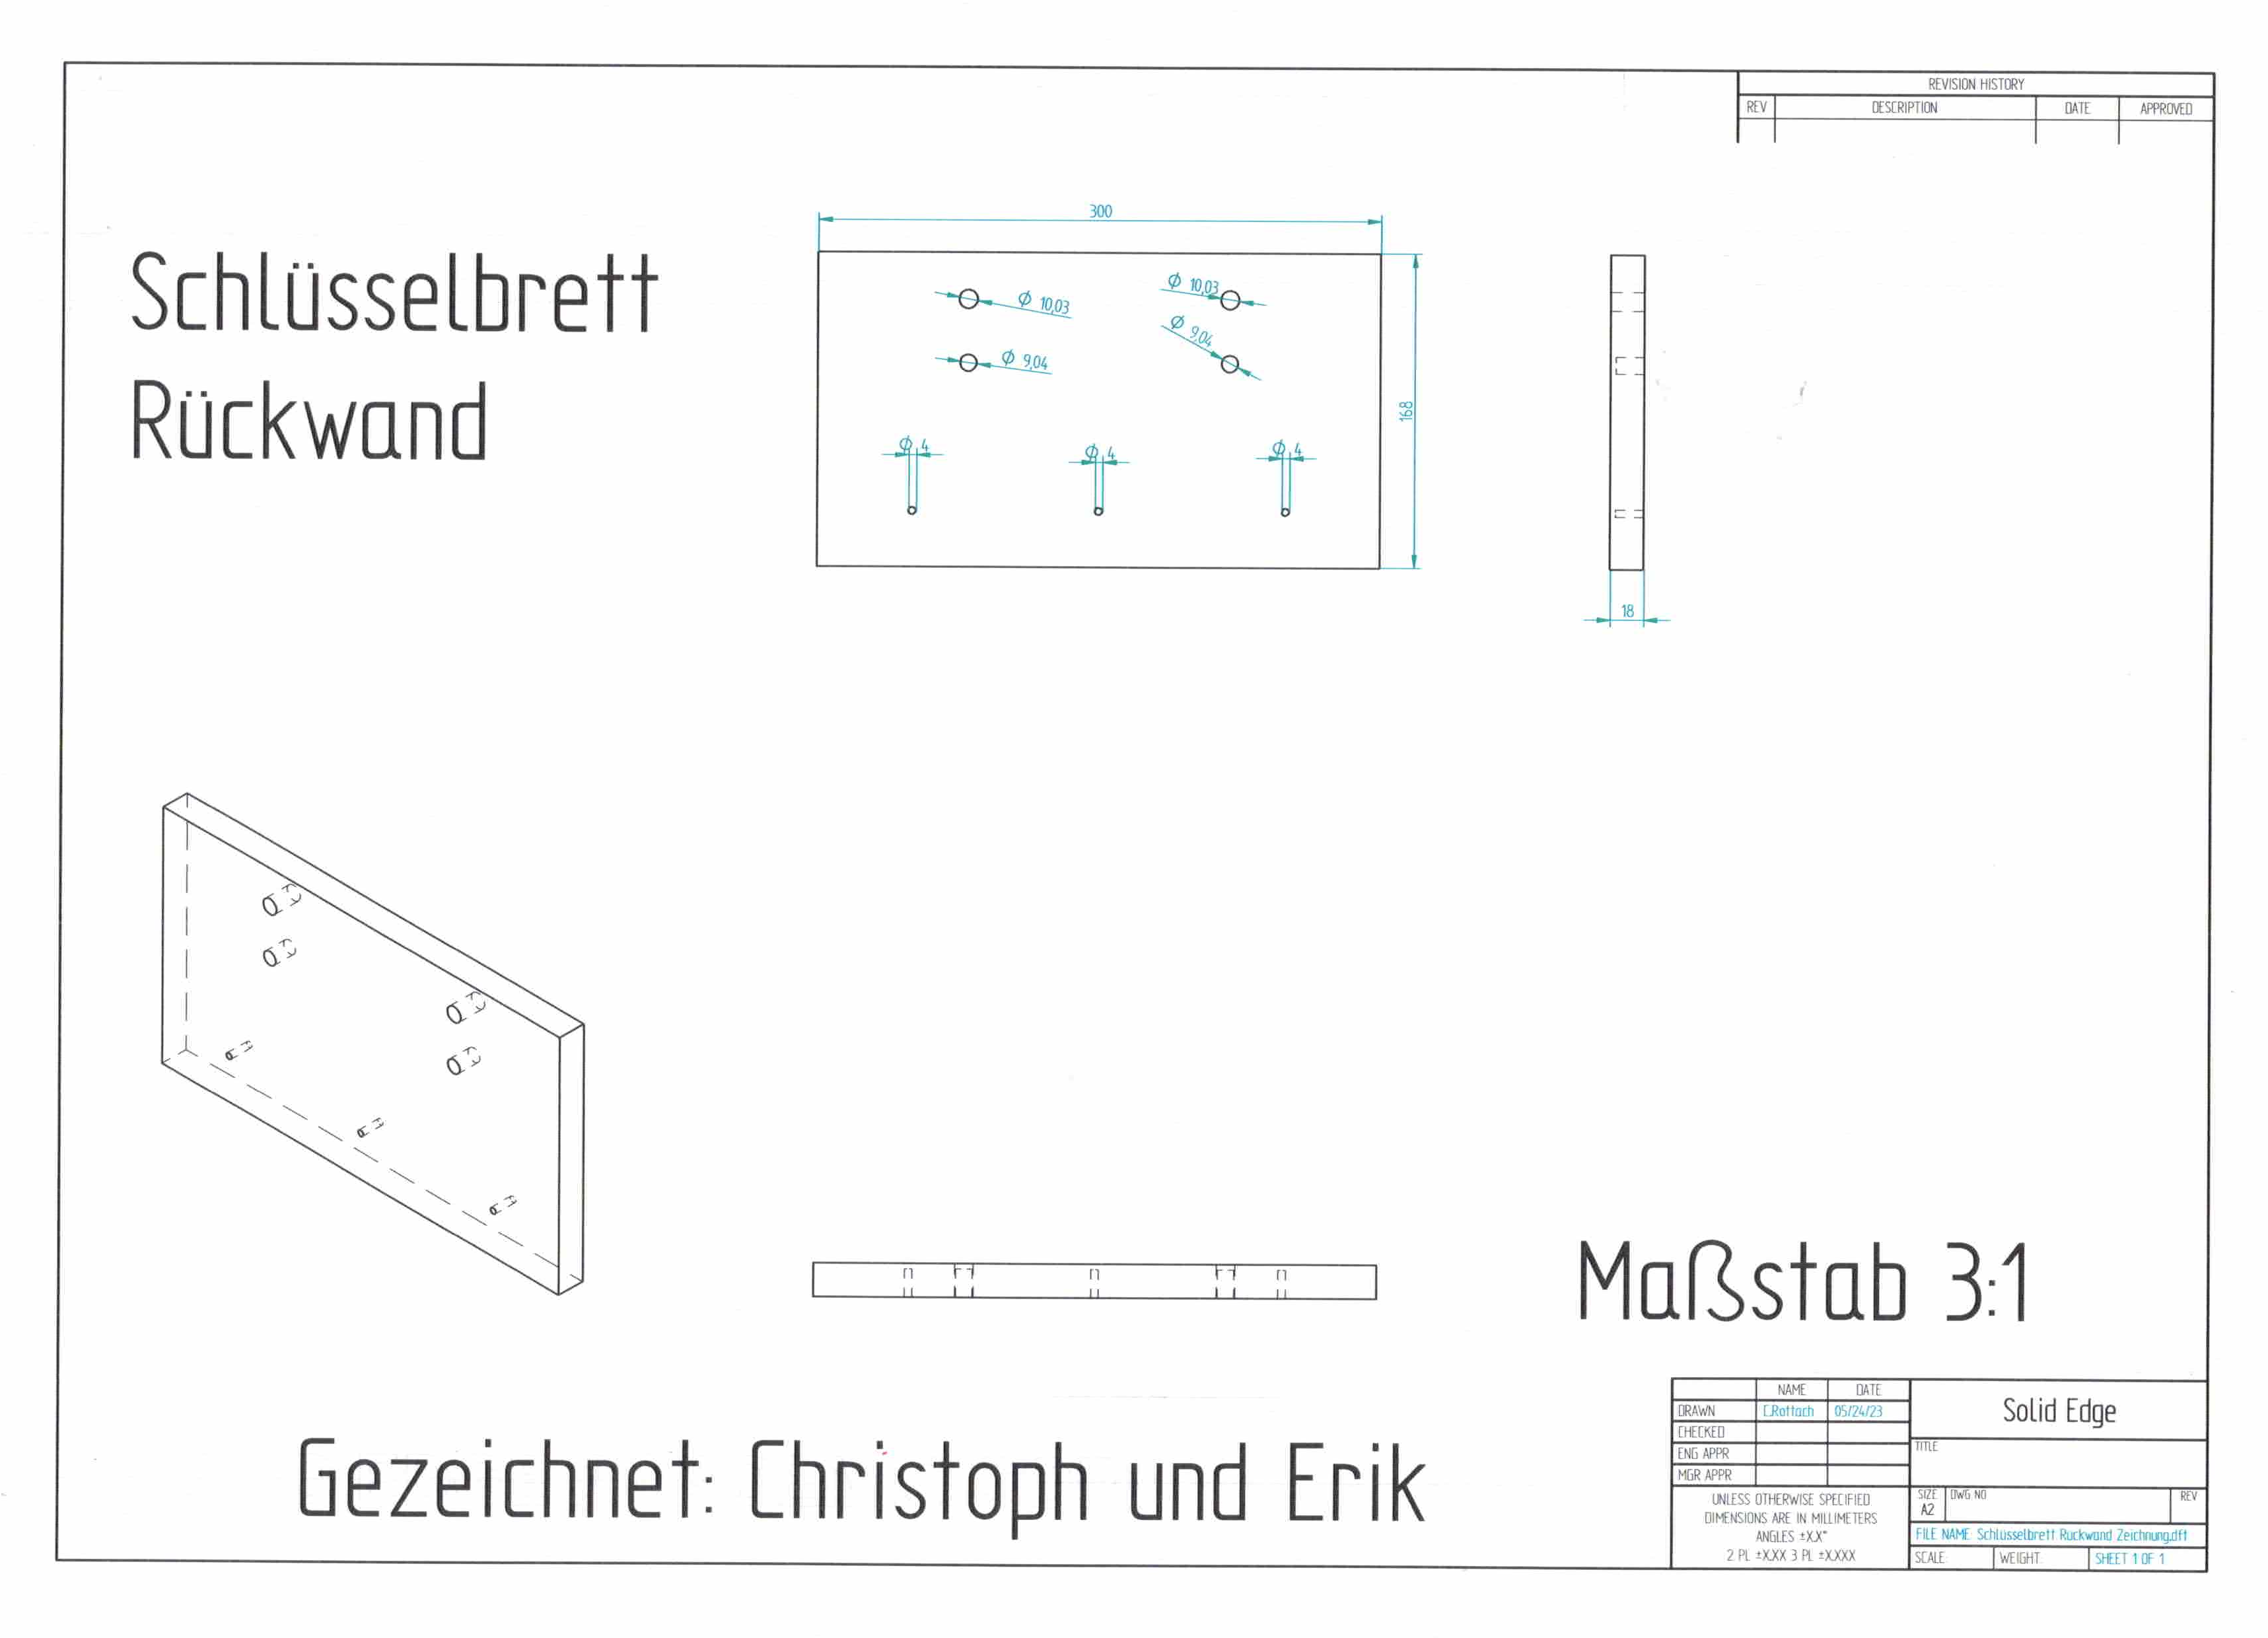 REVISION HISTORY
REV DESCRIPTION DATE APPROVED
Schlüsselbrett
Rückwand
300
Φ 10,03
Φ 10,03
Φ 9,04
Φ 9,04
168
Φ 4
Φ 4
Φ 4
18
Maßstab 3:1
Gezeichnet: Christoph und Erik
NAME DATE
DRAWN C.Rottach 05/24/23
CHECKED
ENG APPR
MGR APPR
UNLESS OTHERWISE SPECIFIED
DIMENSIONS ARE IN MILLIMETERS
ANGLES ±X.X°
2 PL ±X.XX 3 PL ±X.XXX
Solid Edge
TITLE
SIZE DWG NO REV
A2
FILE NAME: Schlüsselbrett Rückwand Zeichnung.dft
SCALE: WEIGHT: SHEET 1 OF 1